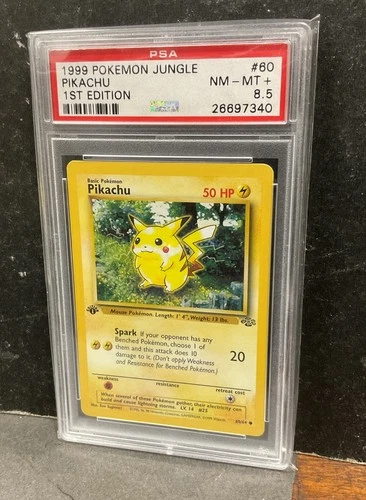 PSA
1999 POKEMON JUNGLE #60
PIKACHU NM - MT +
1ST EDITION 8.5
26697340
Basic Pokémon
Pikachu 50 HP
Mouse Pokémon. Length: 1' 4", Weight: 13 lbs.
Spark If your opponent has any
Benched Pokémon, choose 1 of
them and this attack does 10
damage to it. (Don't apply Weakness
and Resistance for Benched Pokémon.)
20
weakness resistance retreat cost
When several of these Pokémon gather, their electricity can
build and cause lightning storms. LV. 14 #25
60/64